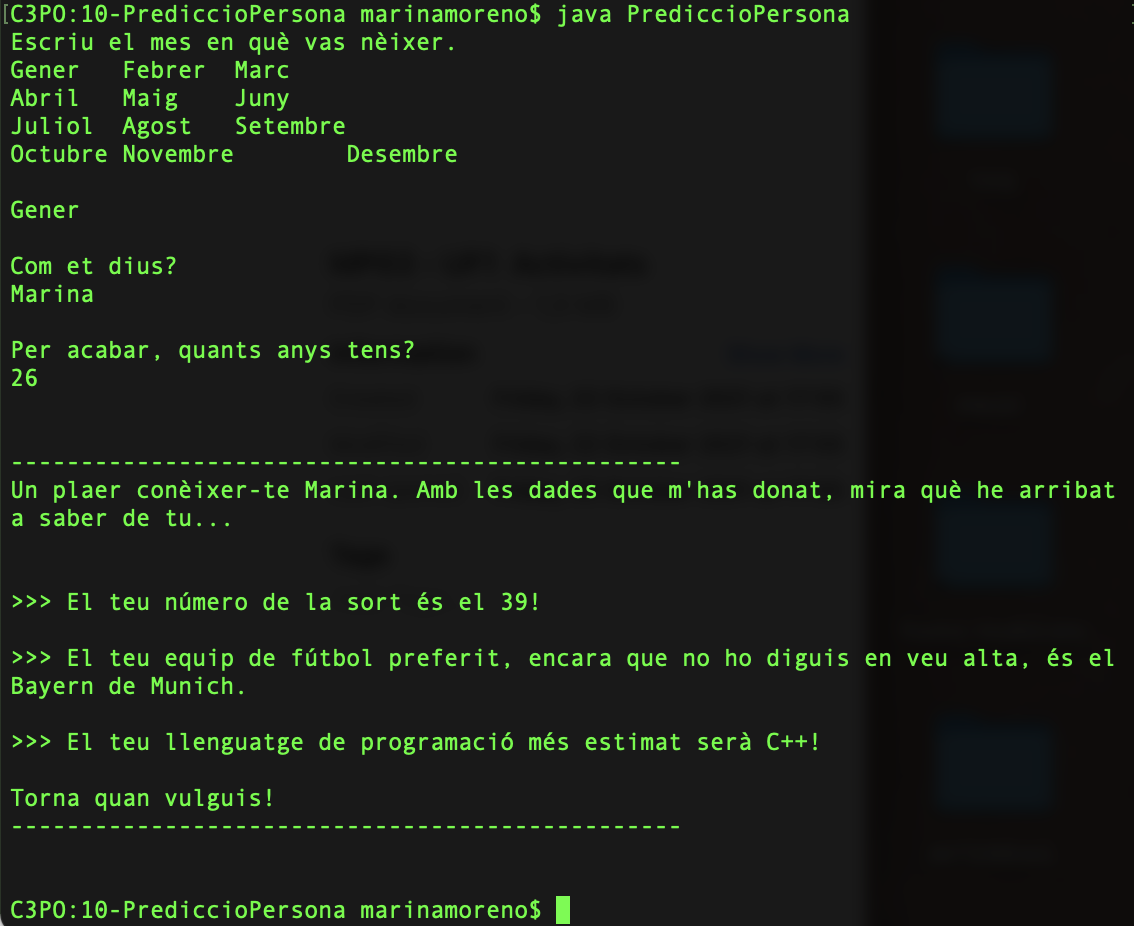 C3PO:10-PrediccioPersona marinamoreno$ java PrediccioPersona
Escriu el mes en què vas nèixer.
Gener   Febrer  Marc
Abril   Maig    Juny
Juliol  Agost   Setembre
Octubre Novembre        Desembre
Gener
Com et dius?
Marina
Per acabar, quants anys tens?
26
------------------------------------------------
Un plaer conèixer-te Marina. Amb les dades que m'has donat, mira què he arribat
a saber de tu...
>>> El teu número de la sort és el 39!
>>> El teu equip de fútbol preferit, encara que no ho diguis en veu alta, és el
Bayern de Munich.
>>> El teu llenguatge de programació més estimat serà C++!
Torna quan vulguis!
------------------------------------------------
C3PO:10-PrediccioPersona marinamoreno$